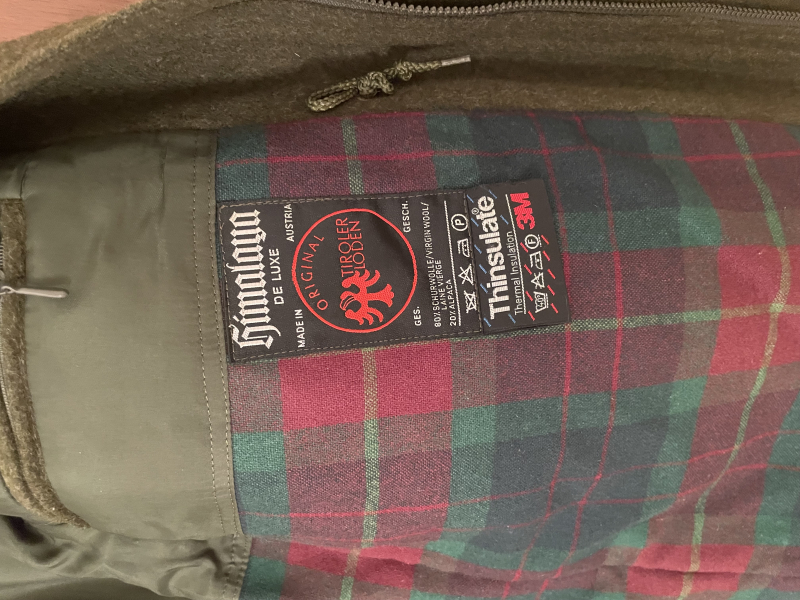 Himalaya
DE LUXE
MADE IN AUSTRIA
ORIGINAL
TIROLER
LODEN
GES. GESCH.
80% SCHURWOLLE/VIRGIN WOOL/
LAINE VIERGE
20% ALPACA
P
Thinsulate
Thermal Insulation
3M